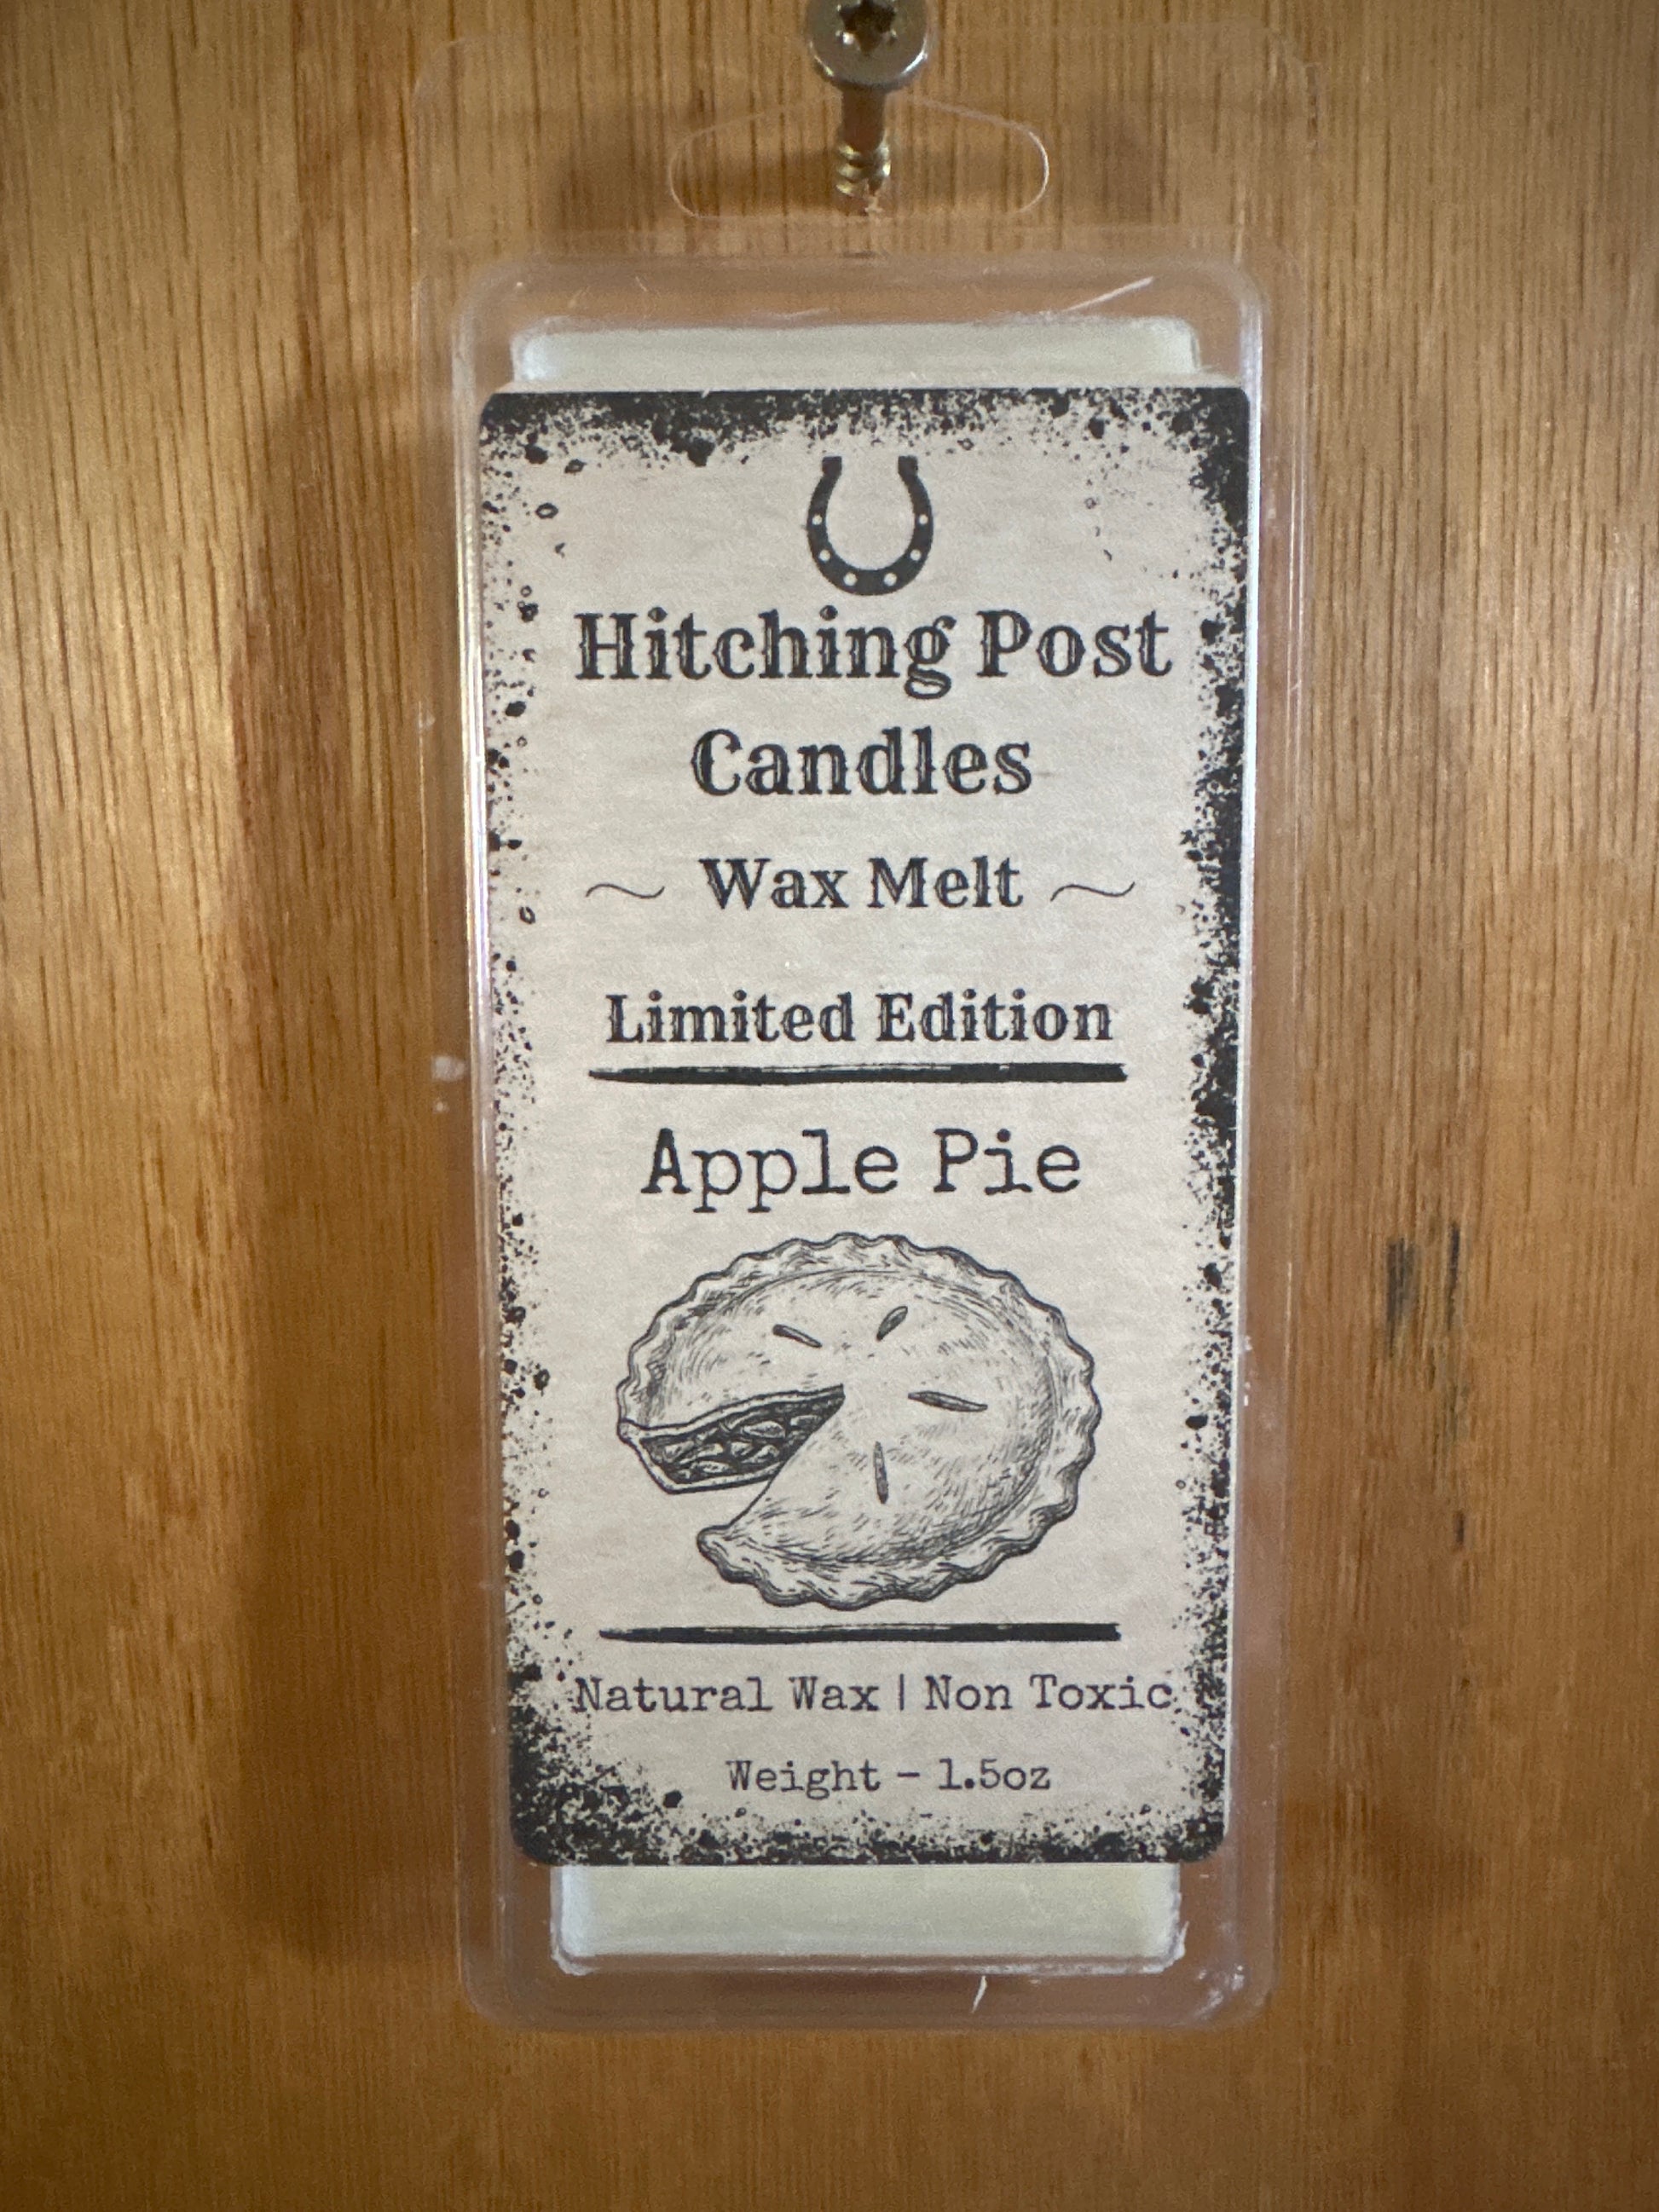 Hitching Post
Candles
~ Wax Melt ~
Limited Edition
Apple Pie
Natural Wax | Non Toxic
Weight - 1.5oz